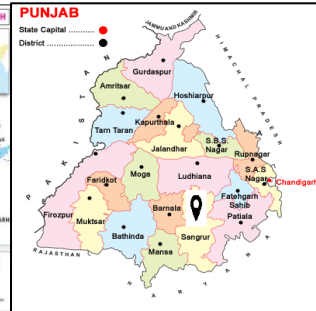 PUNJAB
State Capital ...........
District .....................
JAMMU AND KASHMIR
HIMACHAL PRADESH
PAKISTAN
Gurdaspur
Amritsar
Hoshiarpur
Tarn Taran
Kapurthala
Jalandhar
S.B.S.
Nagar
Rupnagar
Moga
Ludhiana
S.A.S
Nagar
Chandigarh
Faridkot
Fatehgarh
Sahib
Firozpur
Muktsar
Barnala
Patiala
Bathinda
Sangrur
Mansa
RAJASTHAN
HARYANA